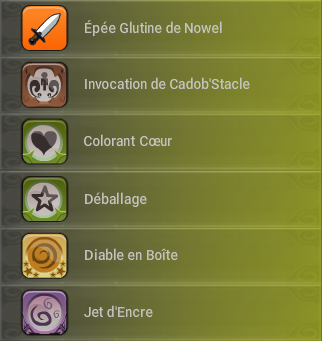 Épée Glutine de Nowel
Invocation de Cadob'Stacle
Colorant Cœur
Déballage
Diable en Boîte
Jet d'Encre